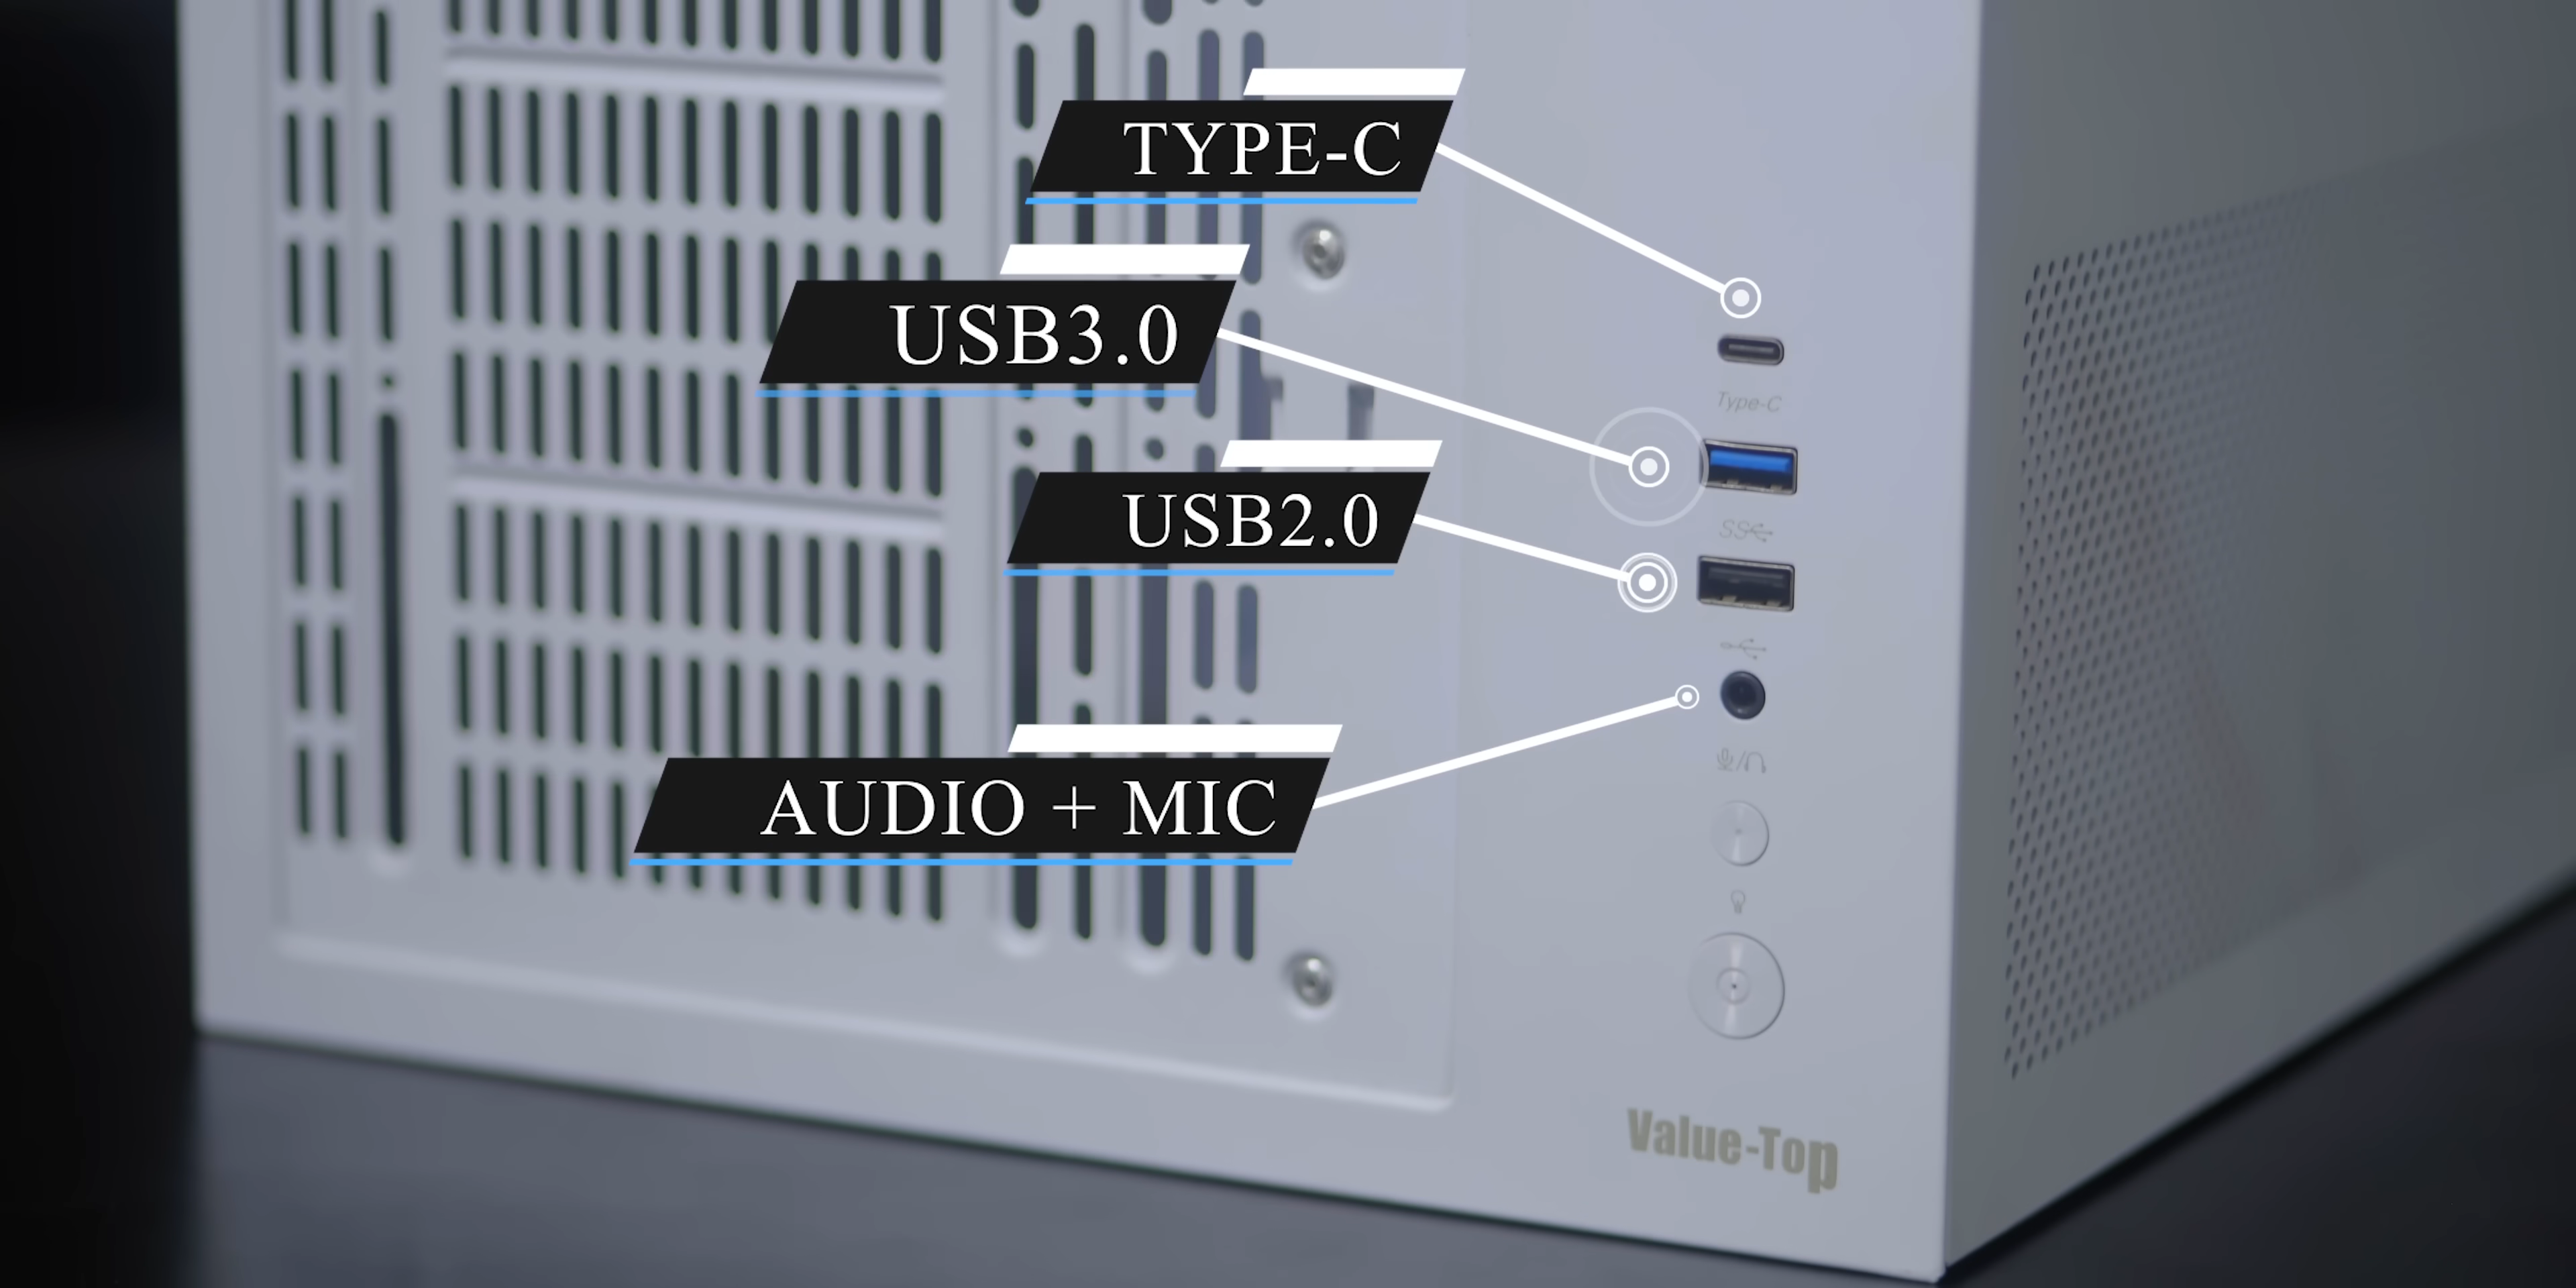 TYPE-C
USB3.0
Type-C
USB2.0
SS
AUDIO + MIC
Value-Top